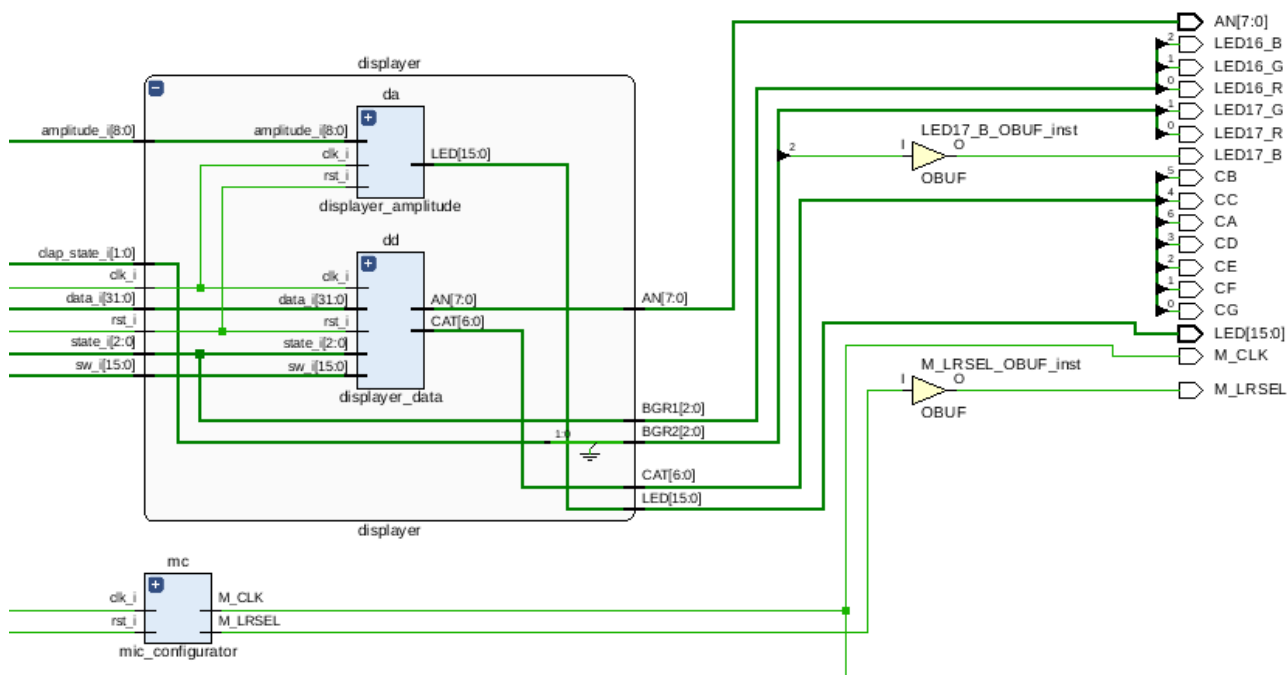 displayer
da
amplitude_i[8:0]
amplitude_i[8:0]
clk_i
rst_i
LED[15:0]
displayer_amplitude
dd
clap_state_i[1:0]
clk_i
data_i[31:0]
rst_i
state_i[2:0]
sw_i[15:0]
clk_i
data_i[31:0]
rst_i
state_i[2:0]
sw_i[15:0]
AN[7:0]
CAT[6:0]
displayer_data
1:0
AN[7:0]
BGR1[2:0]
BGR2[2:0]
CAT[6:0]
LED[15:0]
displayer
mc
clk_i
rst_i
M_CLK
M_LRSEL
mic_configurator
2
I
LED17_B_OBUF_inst
O
OBUF
I
M_LRSEL_OBUF_inst
O
OBUF
AN[7:0]
2 LED16_B
1 LED16_G
0 LED16_R
1 LED17_G
0 LED17_R
LED17_B
5 CB
4 CC
6 CA
3 CD
2 CE
1 CF
0 CG
LED[15:0]
M_CLK
M_LRSEL